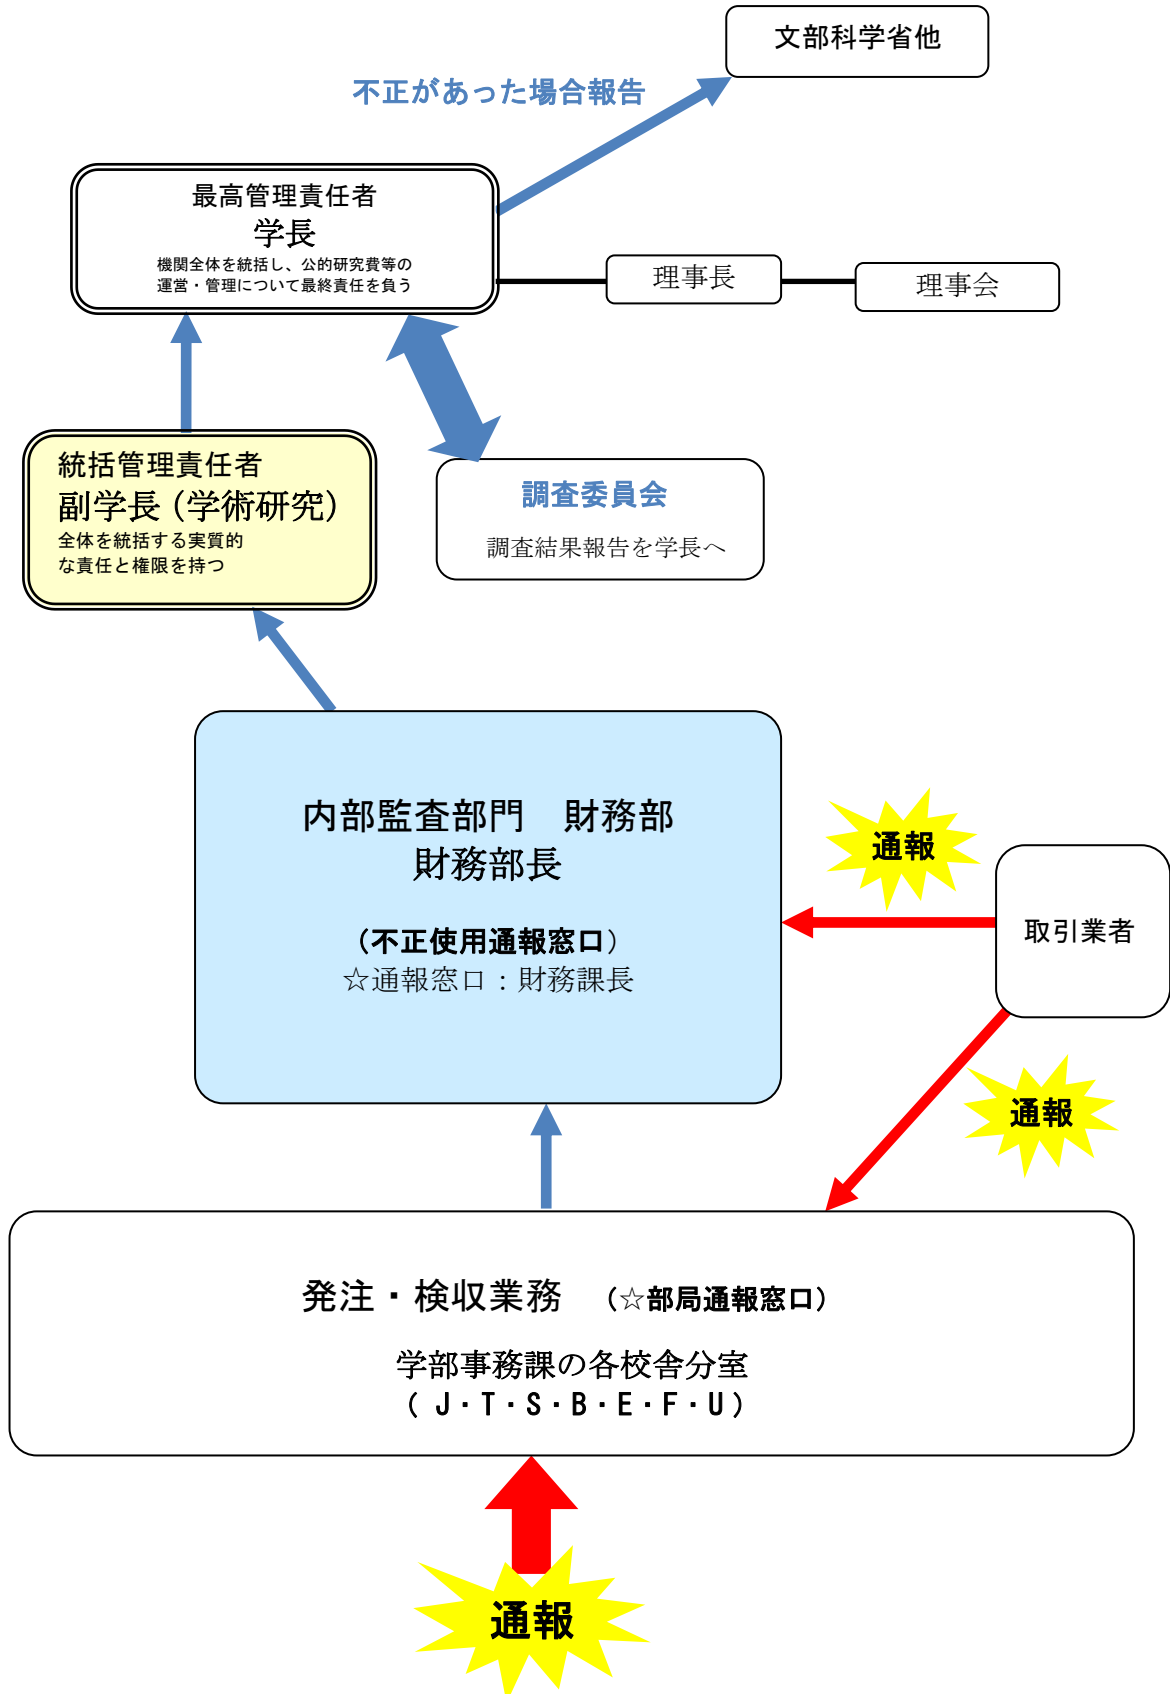 文部科学省他
不正があった場合報告
最高管理責任者
学長
機関全体を統括し、公的研究費等の
運営・管理について最終責任を負う
理事長
理事会
統括管理責任者
副学長（学術研究）
全体を統括する実質的
な責任と権限を持つ
調査委員会
調査結果報告を学長へ
内部監査部門　財務部
財務部長
（不正使用通報窓口）
☆通報窓口：財務課長
通報
取引業者
通報
発注・検収業務　（☆部局通報窓口）
学部事務課の各校舎分室
（ J・T・S・B・E・F・U）
通報